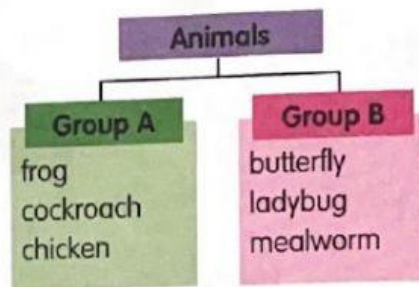 Animals
Group A
frog
cockroach
chicken
Group B
butterfly
ladybug
mealworm